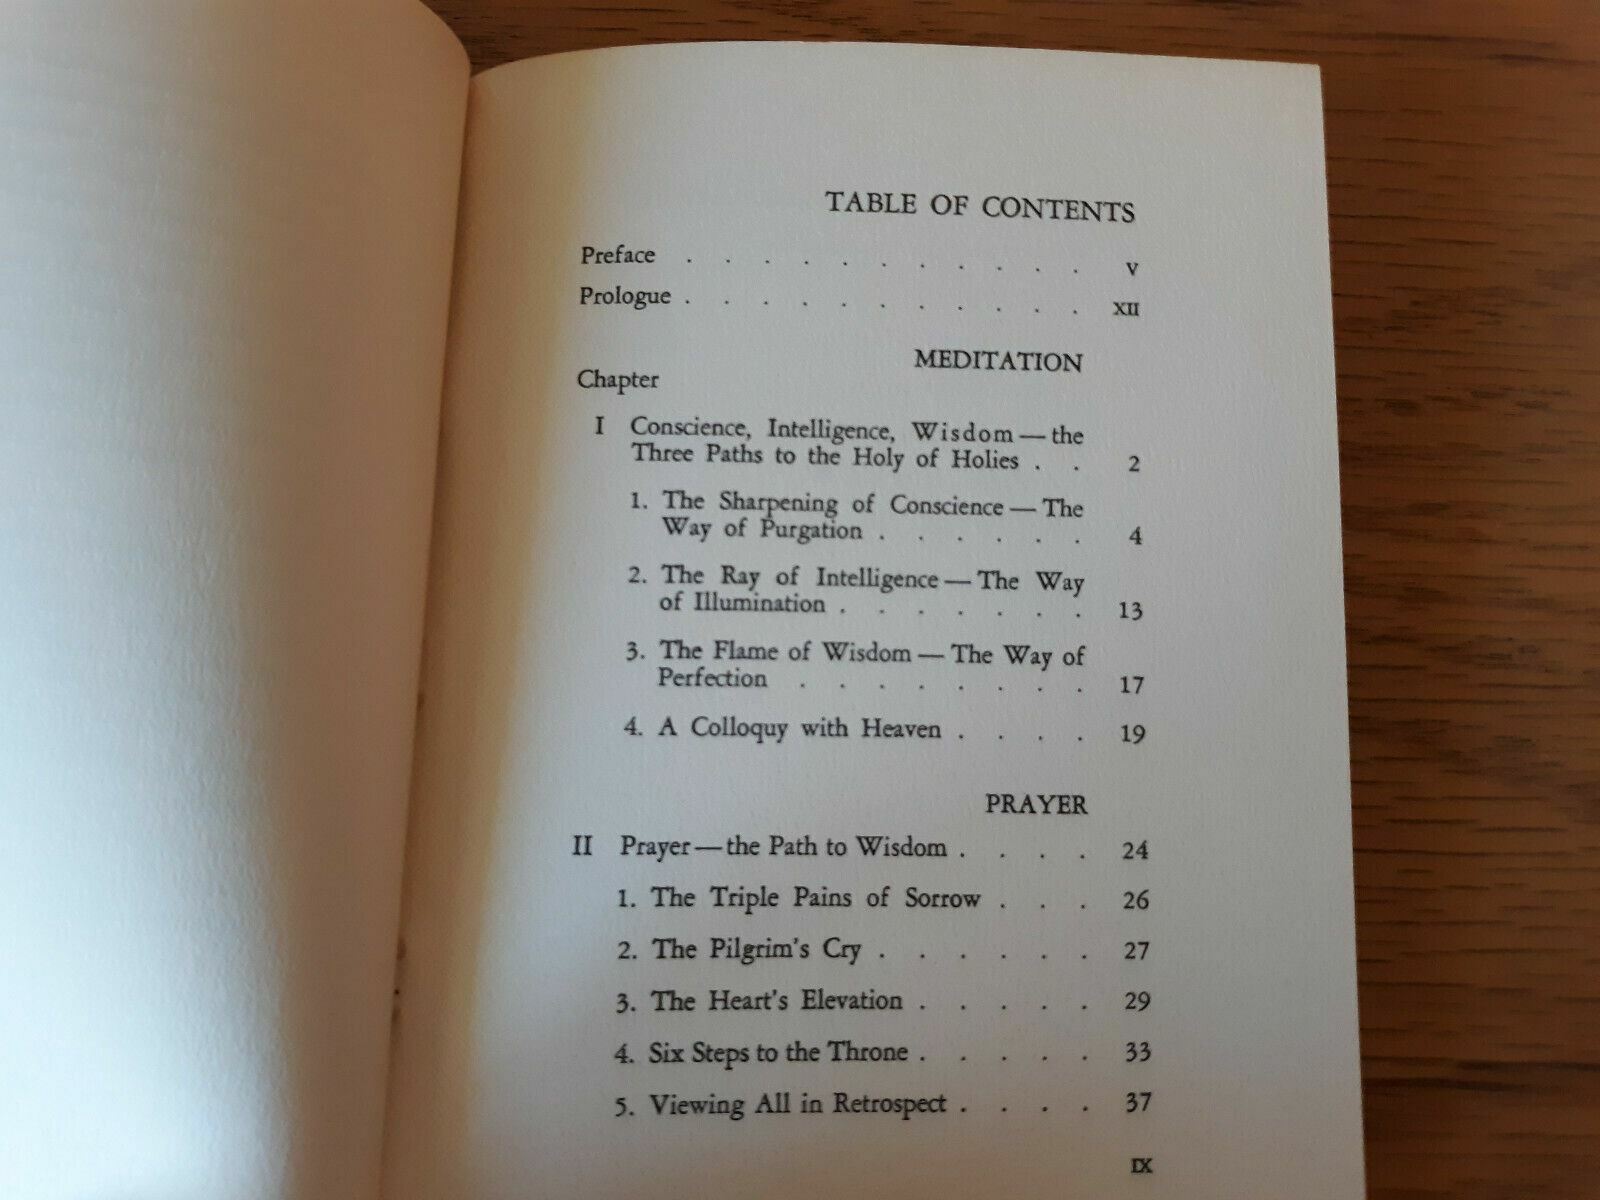 TABLE OF CONTENTS
Preface . . . . . . . . . . . V
Prologue . . . . . . . . . . . XII
MEDITATION
Chapter
I Conscience, Intelligence, Wisdom — the
Three Paths to the Holy of Holies . . 2
1. The Sharpening of Conscience — The
Way of Purgation . . . . . . 4
2. The Ray of Intelligence — The Way
of Illumination . . . . . . . 13
3. The Flame of Wisdom — The Way of
Perfection . . . . . . . . 17
4. A Colloquy with Heaven . . . . 19
PRAYER
II Prayer — the Path to Wisdom . . . . 24
1. The Triple Pains of Sorrow . . . 26
2. The Pilgrim's Cry . . . . . . 27
3. The Heart's Elevation . . . . . 29
4. Six Steps to the Throne . . . . . 33
5. Viewing All in Retrospect . . . . 37
IX